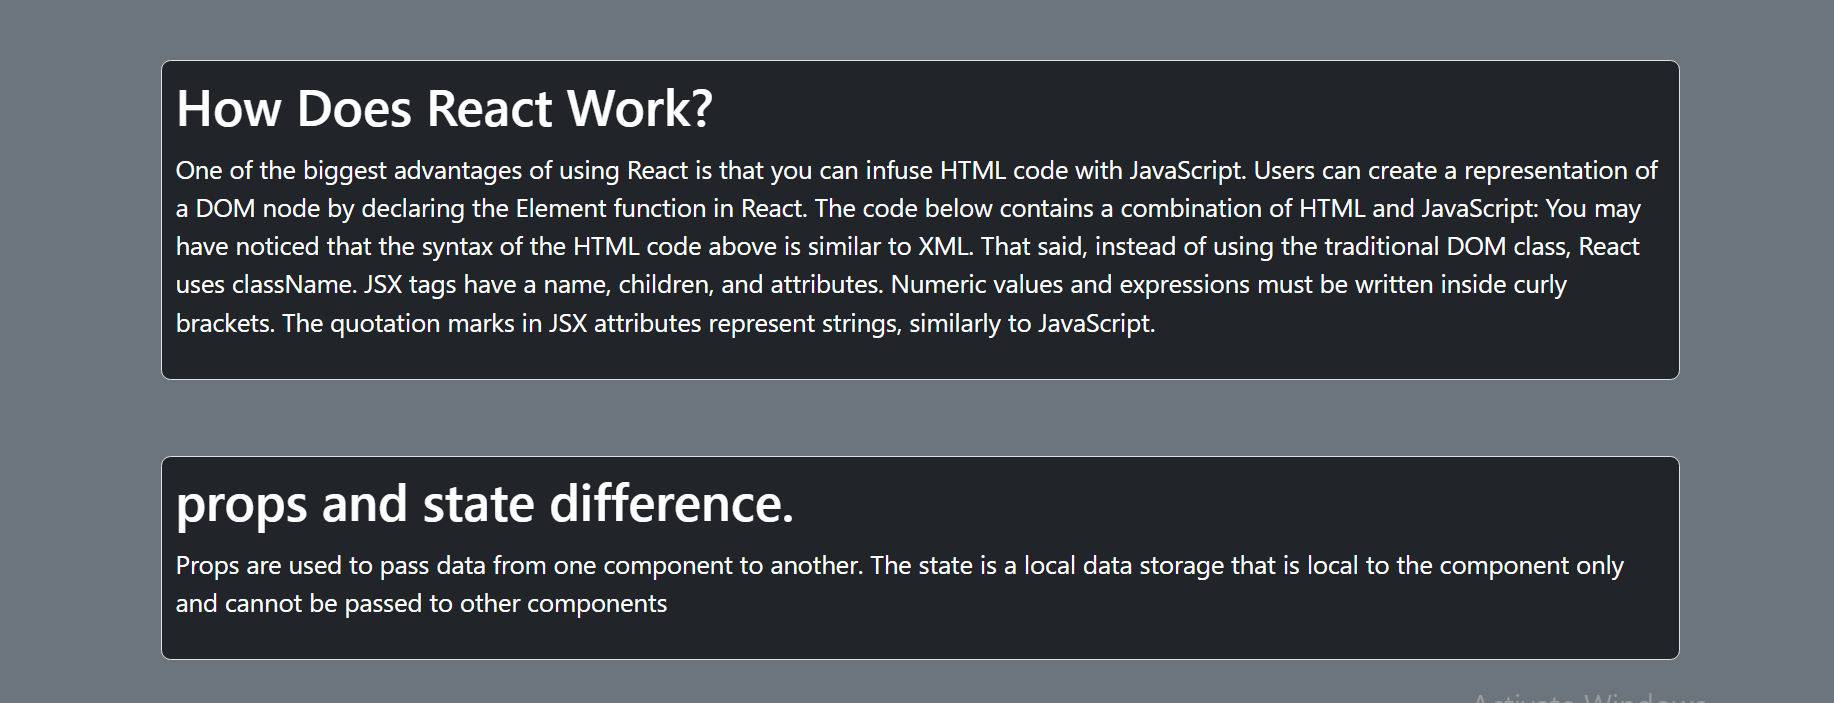 How Does React Work?
One of the biggest advantages of using React is that you can infuse HTML code with JavaScript. Users can create a representation of
a DOM node by declaring the Element function in React. The code below contains a combination of HTML and JavaScript: You may
have noticed that the syntax of the HTML code above is similar to XML. That said, instead of using the traditional DOM class, React
uses className. JSX tags have a name, children, and attributes. Numeric values and expressions must be written inside curly
brackets. The quotation marks in JSX attributes represent strings, similarly to JavaScript.
props and state difference.
Props are used to pass data from one component to another. The state is a local data storage that is local to the component only
and cannot be passed to other components
Activate Windows